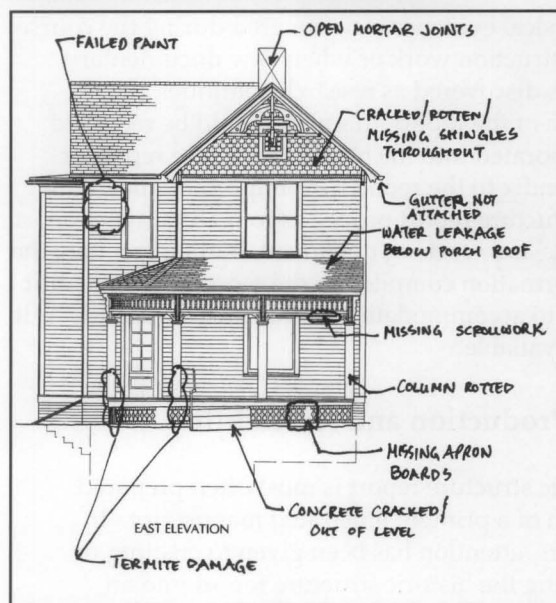 FAILED PAINT
OPEN MORTAR JOINTS
CRACKED/ROTTEN/
MISSING SHINGLES
THROUGHOUT
GUTTER NOT
ATTACHED
WATER LEAKAGE
BELOW PORCH ROOF
MISSING SCROLLWORK
COLUMN ROTTED
MISSING APRON
BOARDS
CONCRETE CRACKED/
OUT OF LEVEL
EAST ELEVATION
TERMITE DAMAGE